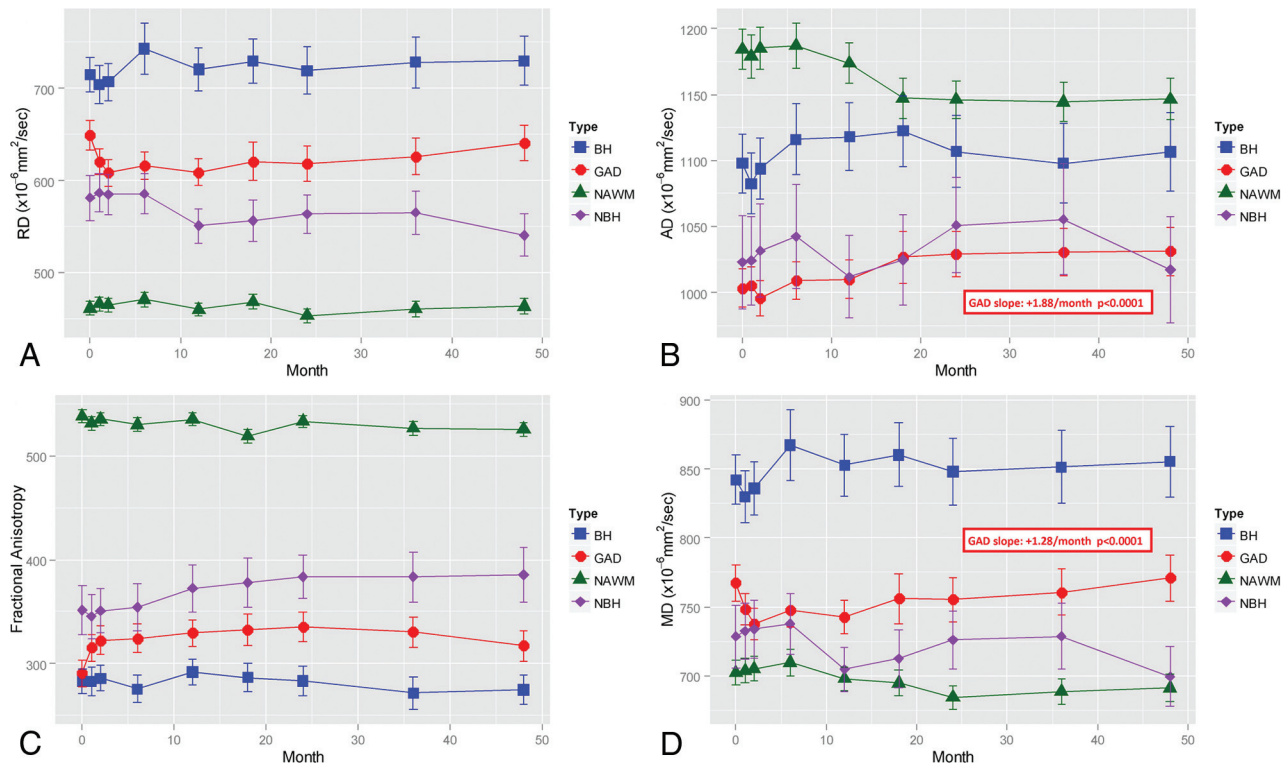 RD (x10⁻⁶mm²/sec)
700
600
500
0 10 20 30 40 50
Month
A
Type
BH
GAD
NAWM
NBH
AD (x10⁻⁶mm²/sec)
1200
1150
1100
1050
1000
GAD slope: +1.88/month p<0.0001
0 10 20 30 40 50
Month
B
Type
BH
GAD
NAWM
NBH
Fractional Anisotropy
500
400
300
0 10 20 30 40 50
Month
C
Type
BH
GAD
NAWM
NBH
MD (x10⁻⁶mm²/sec)
900
850
800
750
700
GAD slope: +1.28/month p<0.0001
0 10 20 30 40 50
Month
D
Type
BH
GAD
NAWM
NBH